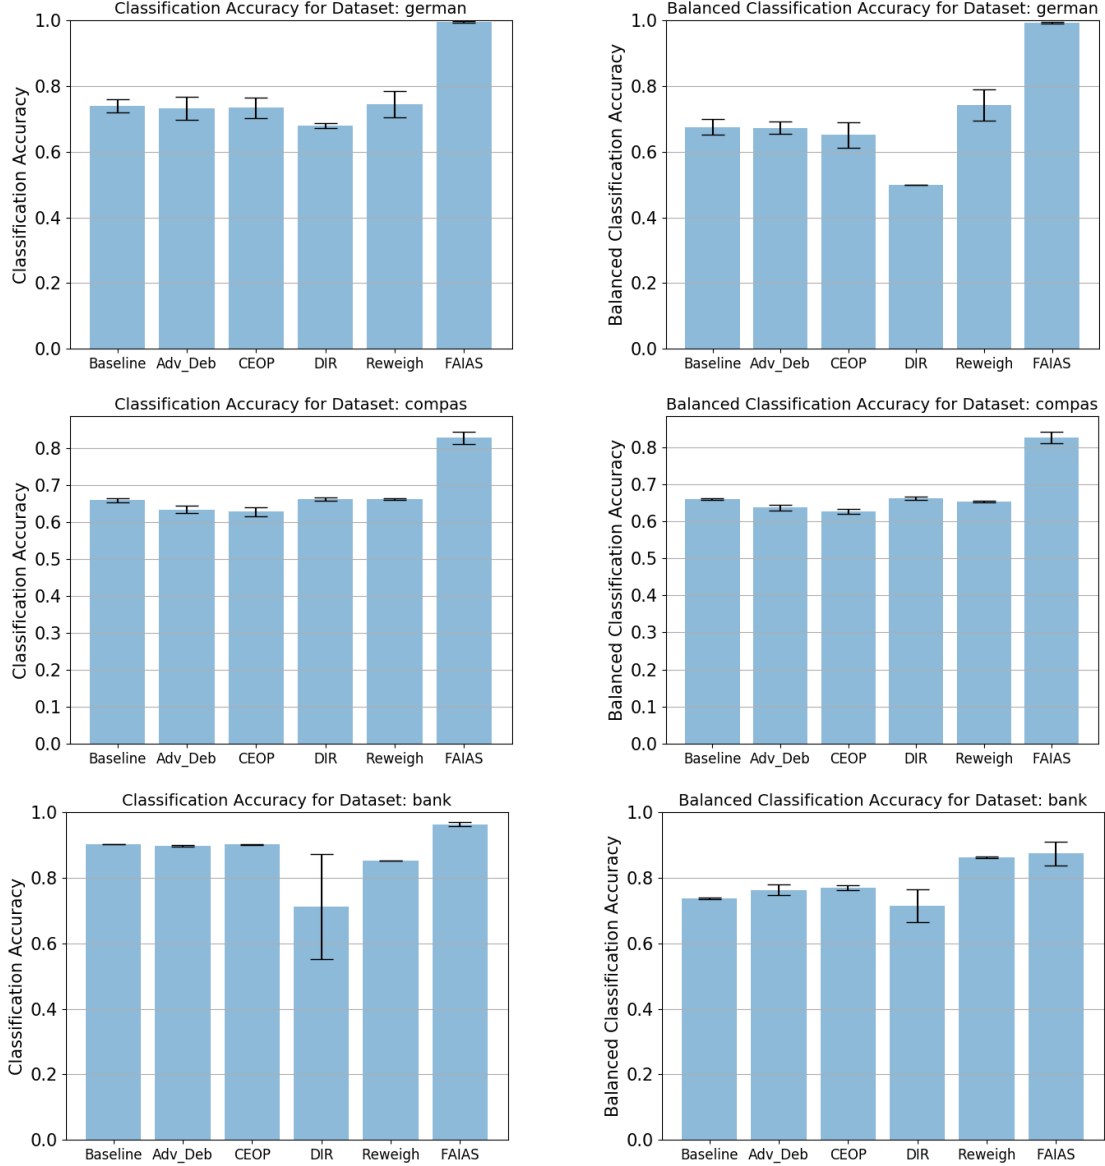 Classification Accuracy for Dataset: german
Classification Accuracy
1.0
0.8
0.6
0.4
0.2
0.0
Baseline Adv_Deb CEOP DIR Reweigh FAIAS
Balanced Classification Accuracy for Dataset: german
Balanced Classification Accuracy
1.0
0.8
0.6
0.4
0.2
0.0
Baseline Adv_Deb CEOP DIR Reweigh FAIAS
Classification Accuracy for Dataset: compas
Classification Accuracy
0.8
0.7
0.6
0.5
0.4
0.3
0.2
0.1
0.0
Baseline Adv_Deb CEOP DIR Reweigh FAIAS
Balanced Classification Accuracy for Dataset: compas
Balanced Classification Accuracy
0.8
0.7
0.6
0.5
0.4
0.3
0.2
0.1
0.0
Baseline Adv_Deb CEOP DIR Reweigh FAIAS
Classification Accuracy for Dataset: bank
Classification Accuracy
1.0
0.8
0.6
0.4
0.2
0.0
Baseline Adv_Deb CEOP DIR Reweigh FAIAS
Balanced Classification Accuracy for Dataset: bank
Balanced Classification Accuracy
1.0
0.8
0.6
0.4
0.2
0.0
Baseline Adv_Deb CEOP DIR Reweigh FAIAS